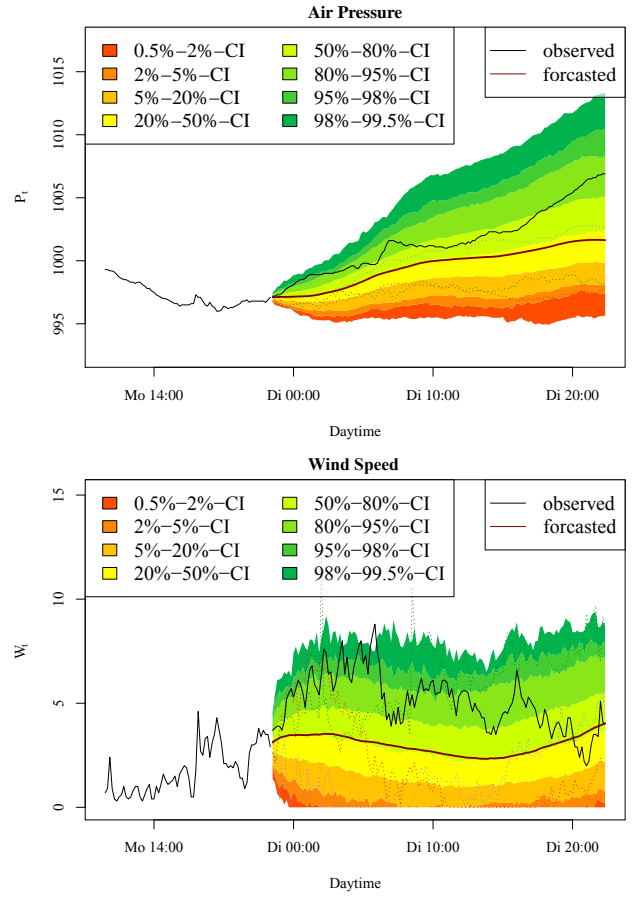 Air Pressure
0.5%−2%−CI
2%−5%−CI
5%−20%−CI
20%−50%−CI
50%−80%−CI
80%−95%−CI
95%−98%−CI
98%−99.5%−CI
observed
forcasted
1015
1010
1005
1000
995
Pt
Mo 14:00 Di 00:00 Di 10:00 Di 20:00
Daytime
Wind Speed
0.5%−2%−CI
2%−5%−CI
5%−20%−CI
20%−50%−CI
50%−80%−CI
80%−95%−CI
95%−98%−CI
98%−99.5%−CI
observed
forcasted
15
10
5
0
Wt
Mo 14:00 Di 00:00 Di 10:00 Di 20:00
Daytime